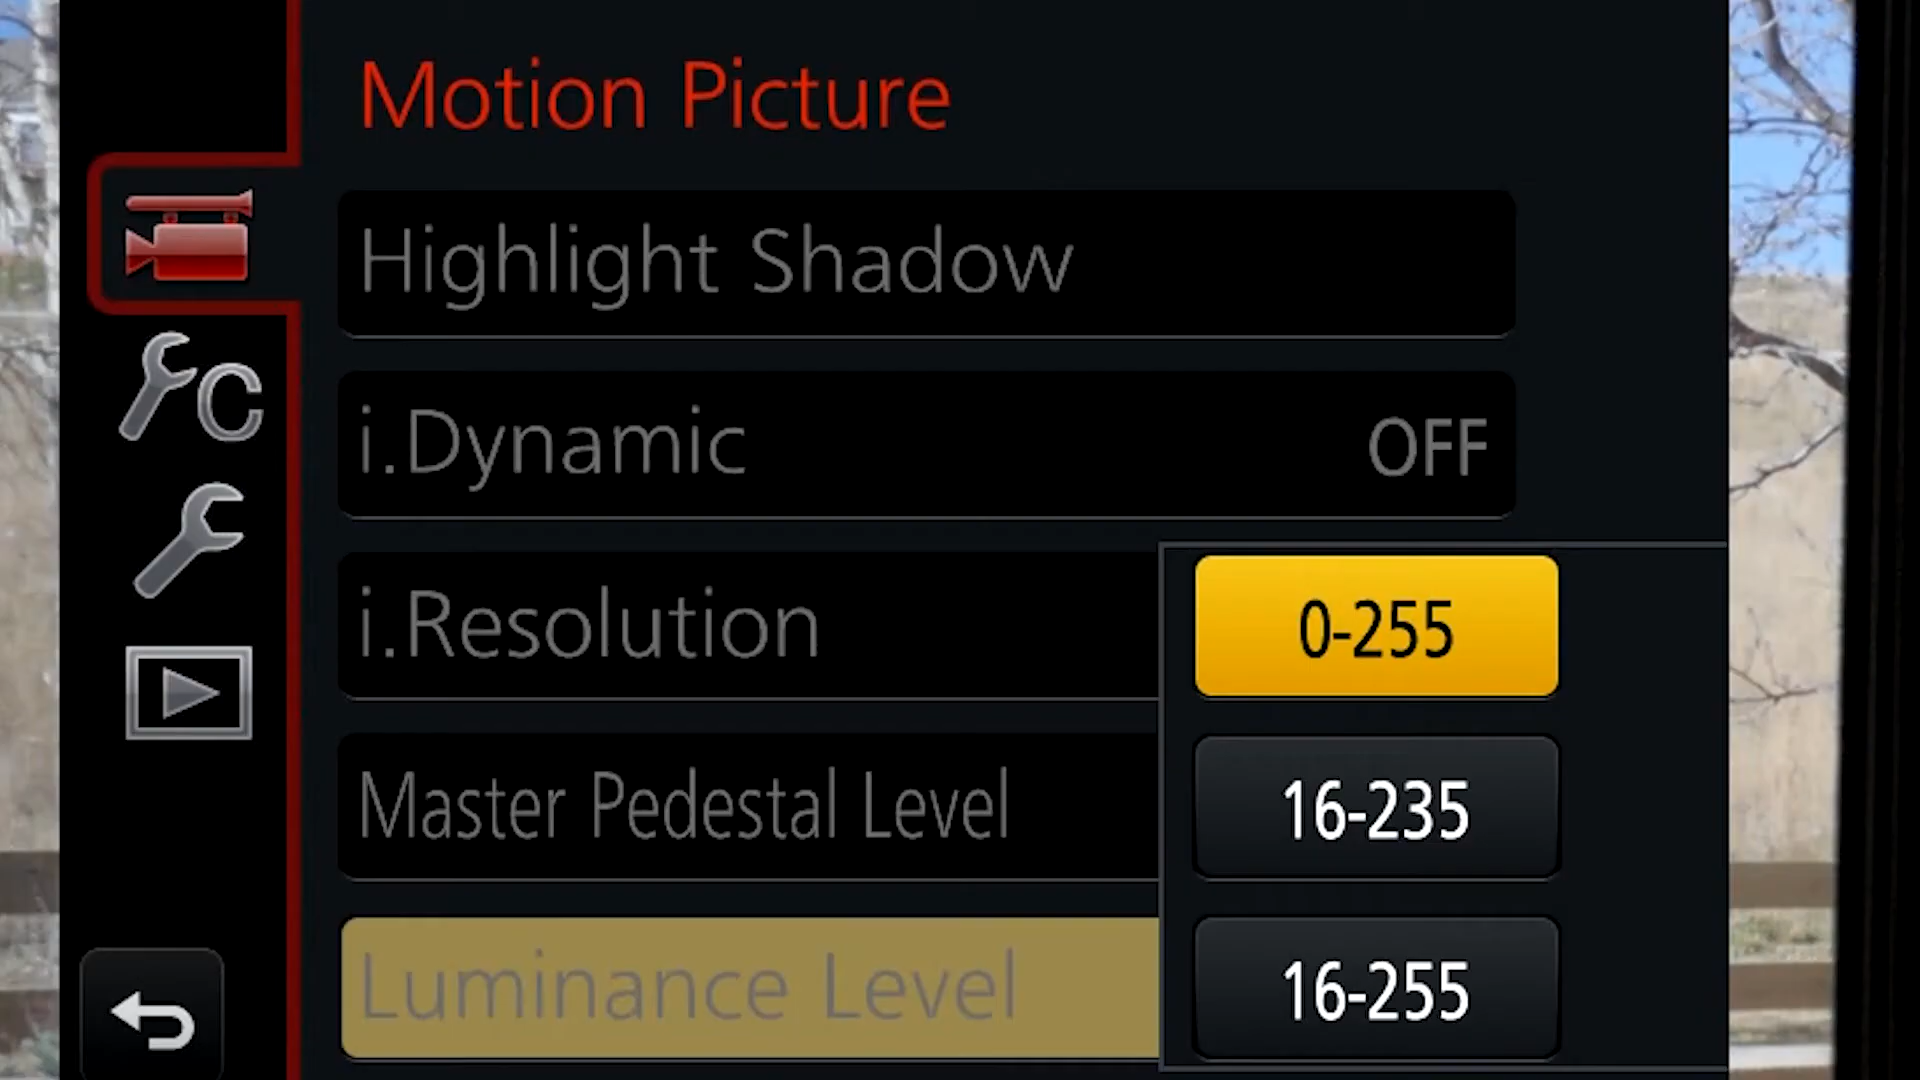 Motion Picture
Highlight Shadow
i.Dynamic OFF
i.Resolution
0-255
Master Pedestal Level
16-235
Luminance Level
16-255
C